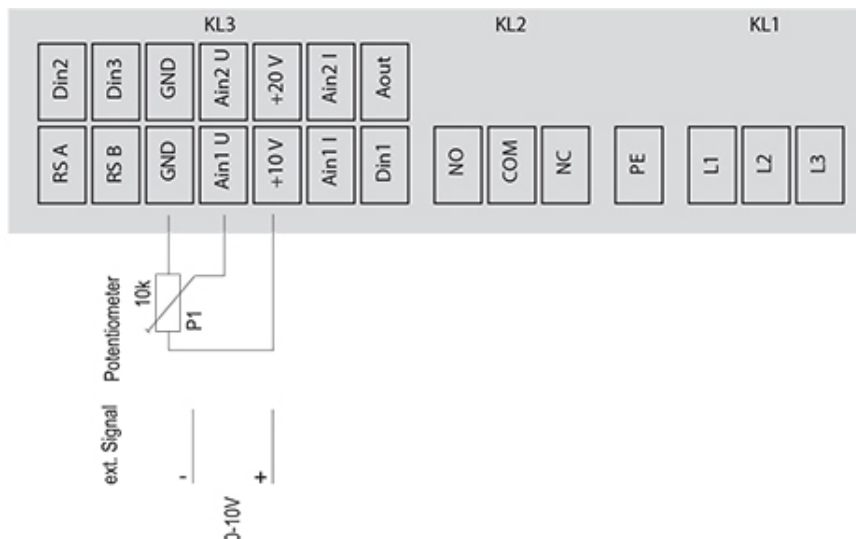 KL3
KL2
KL1
Din2
Din3
GND
Ain2 U
+20 V
Ain2 I
Aout
RS A
RS B
GND
Ain1 U
+10 V
Ain1 I
Din1
NO
COM
NC
PE
L1
L2
L3
Potentiometer
10k
P1
ext. Signal
-
+
0-10V